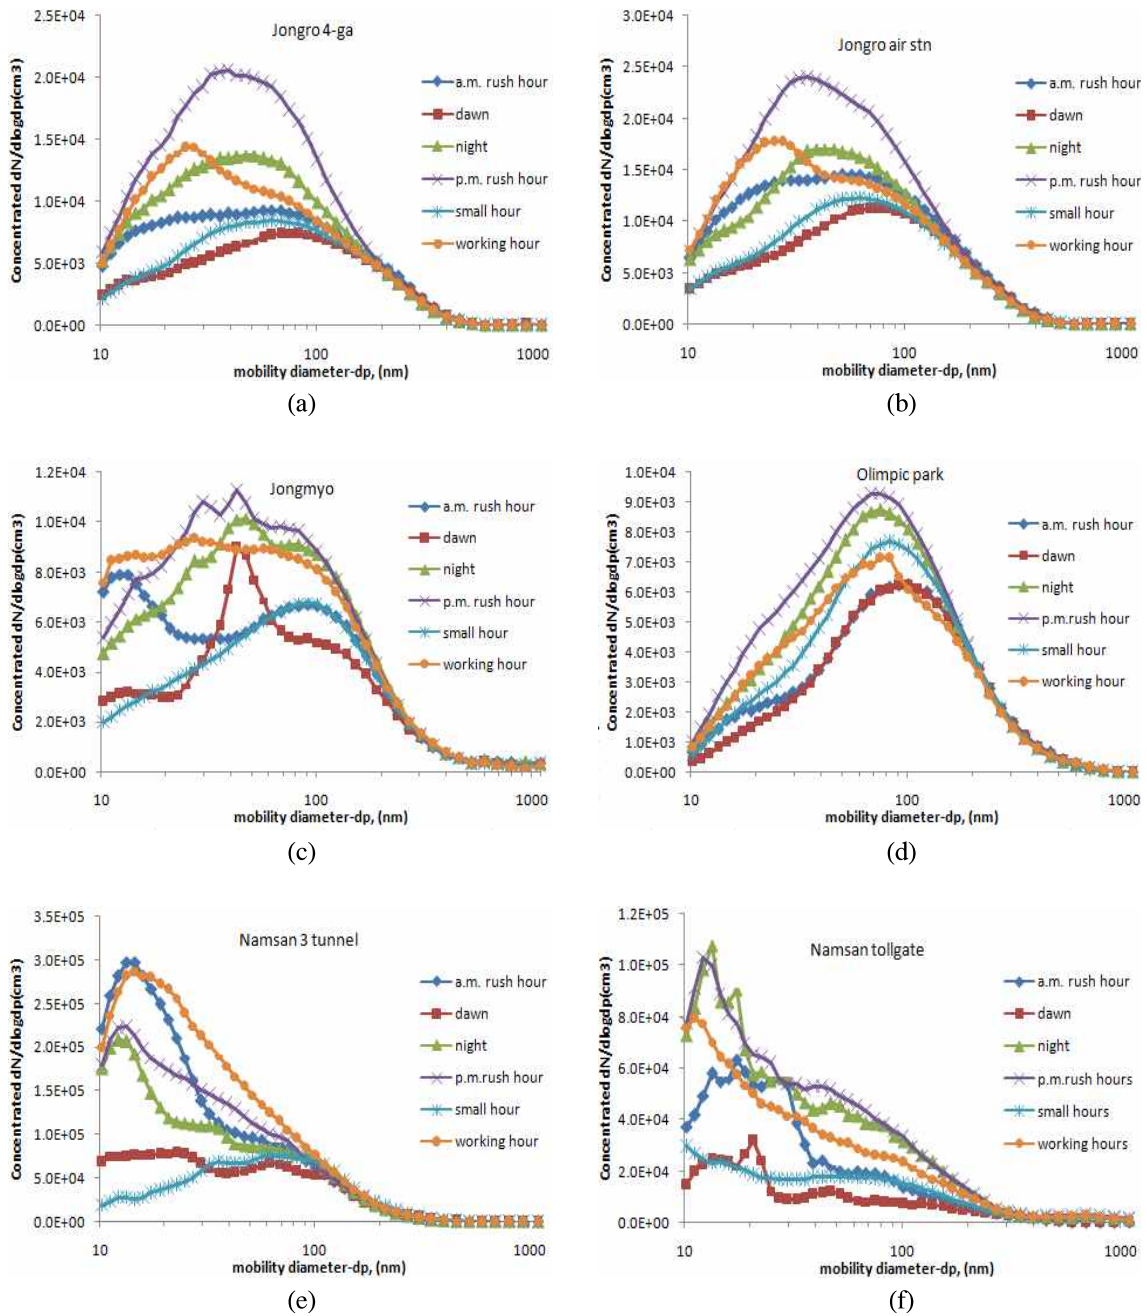 Jongro 4-ga
Concentrated dN/dlogdp(cm3)
2.5E+04
2.0E+04
1.5E+04
1.0E+04
5.0E+03
0.0E+00
a.m. rush hour
dawn
night
p.m. rush hour
small hour
working hour
10 100 1000
mobility diameter-dp, (nm)
(a)
Jongro air stn
Concentrated dN/dlogdp(cm3)
3.0E+04
2.5E+04
2.0E+04
1.5E+04
1.0E+04
5.0E+03
0.0E+00
a.m. rush hour
dawn
night
p.m. rush hour
small hour
working hour
10 100 1000
mobility diameter-dp, (nm)
(b)
Jongmyo
Concentrated dN/dlogdp(cm3)
1.2E+04
1.0E+04
8.0E+03
6.0E+03
4.0E+03
2.0E+03
0.0E+00
a.m. rush hour
dawn
night
p.m. rush hour
small hour
working hour
10 100 1000
mobility diameter-dp, (nm)
(c)
Olimpic park
Concentrated dN/dlogdp(cm3)
1.0E+04
9.0E+03
8.0E+03
7.0E+03
6.0E+03
5.0E+03
4.0E+03
3.0E+03
2.0E+03
1.0E+03
0.0E+00
a.m. rush hour
dawn
night
p.m.rush hour
small hour
working hour
10 100 1000
mobility diameter-dp, (nm)
(d)
Namsan 3 tunnel
Concentrated dN/dlogdp(cm3)
3.5E+05
3.0E+05
2.5E+05
2.0E+05
1.5E+05
1.0E+05
5.0E+04
0.0E+00
a.m. rush hour
dawn
night
p.m.rush hour
small hour
working hour
10 100 1000
mobility diameter-dp, (nm)
(e)
Namsan tollgate
Concentrated dN/dlogdp(cm3)
1.2E+05
1.0E+05
8.0E+04
6.0E+04
4.0E+04
2.0E+04
0.0E+00
a.m. rush hour
dawn
night
p.m.rush hours
small hours
working hours
10 100 1000
mobility diameter-dp, (nm)
(f)